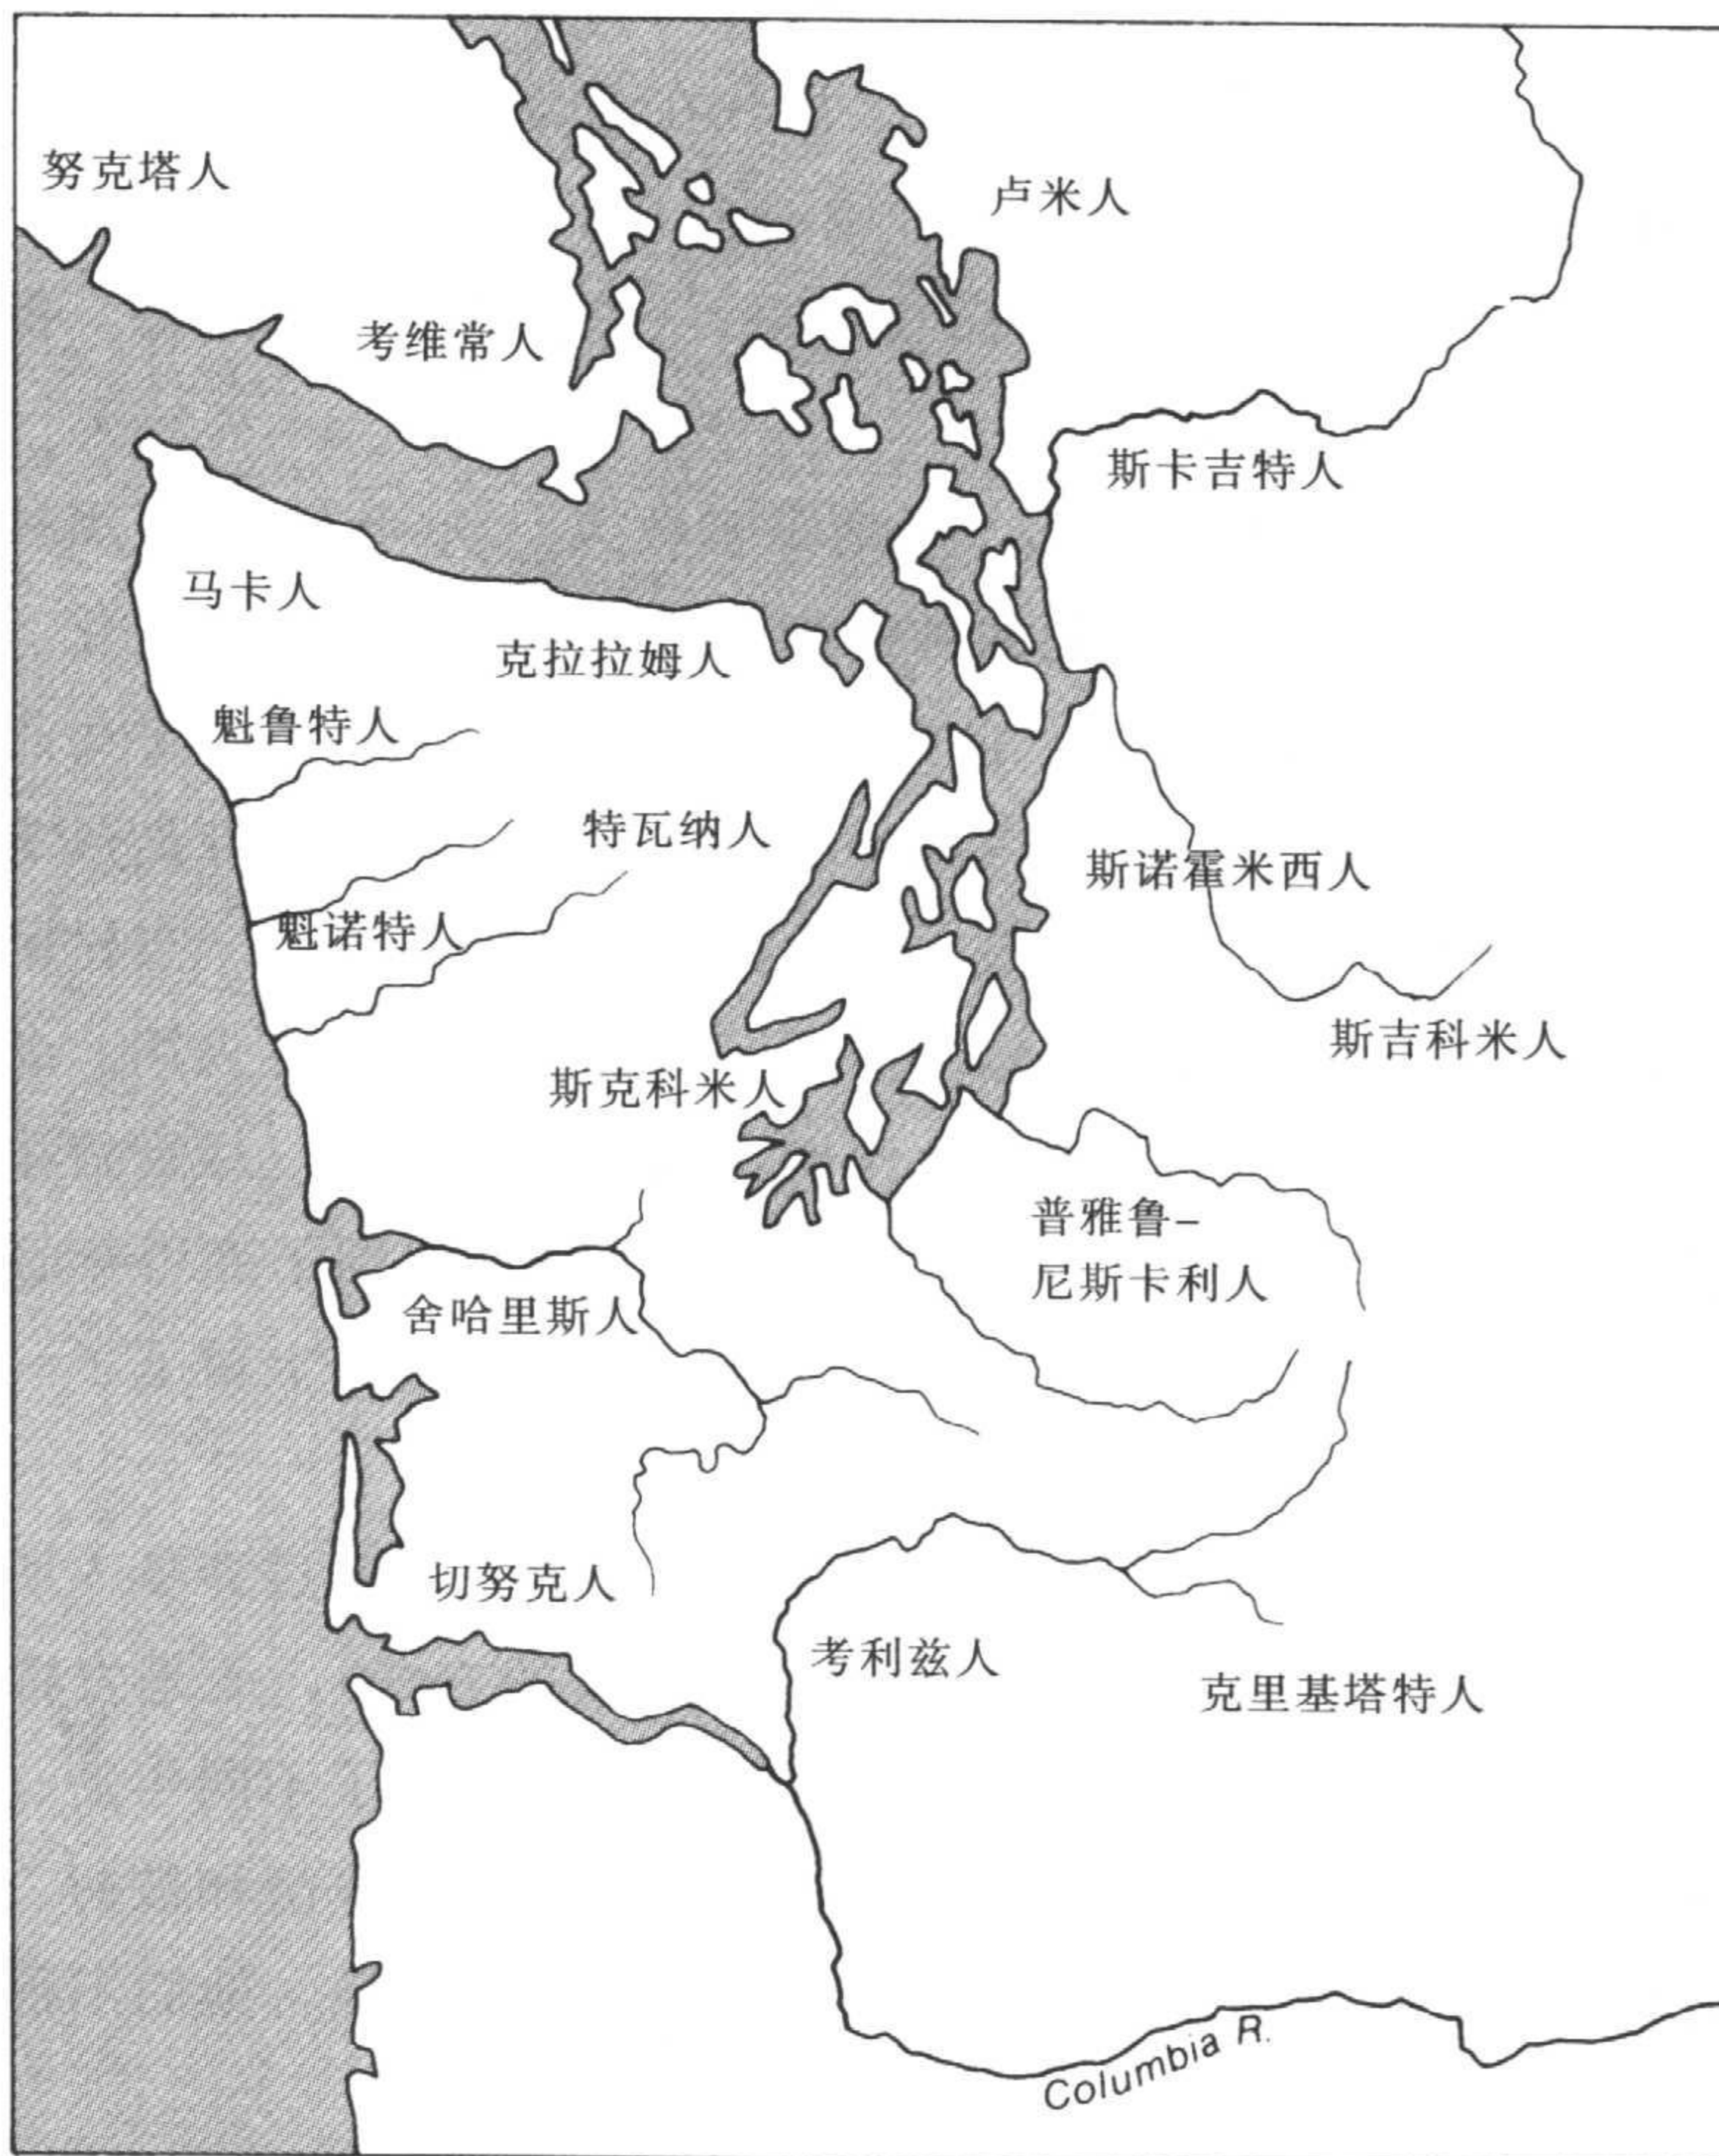 努克塔人
卢米人
考维常人
斯卡吉特人
马卡人
克拉拉姆人
魁鲁特人
特瓦纳人
斯诺霍米西人
魁诺特人
斯吉科米人
斯克科米人
普雅鲁–
尼斯卡利人
舍哈里斯人
切努克人
考利兹人
克里基塔特人
Columbia R.